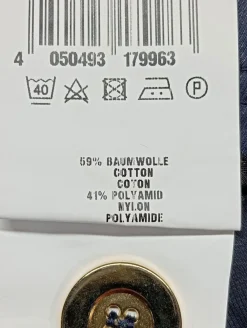 4 050493 179963
40 P
59% BAUMWOLLE
COTTON
COTON
41% POLYAMID
NYLON
POLYAMIDE